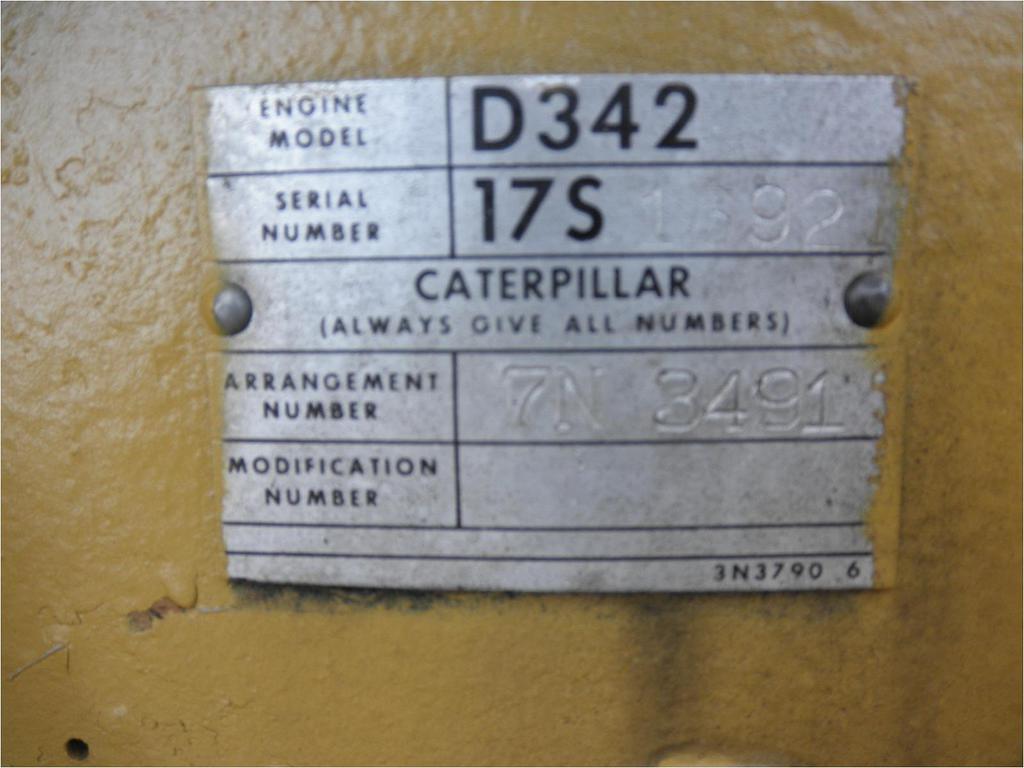 ENGINE MODEL D342
SERIAL NUMBER 17S
CATERPILLAR
(ALWAYS GIVE ALL NUMBERS)
ARRANGEMENT NUMBER 7N 3491
MODIFICATION NUMBER
3N3790 6